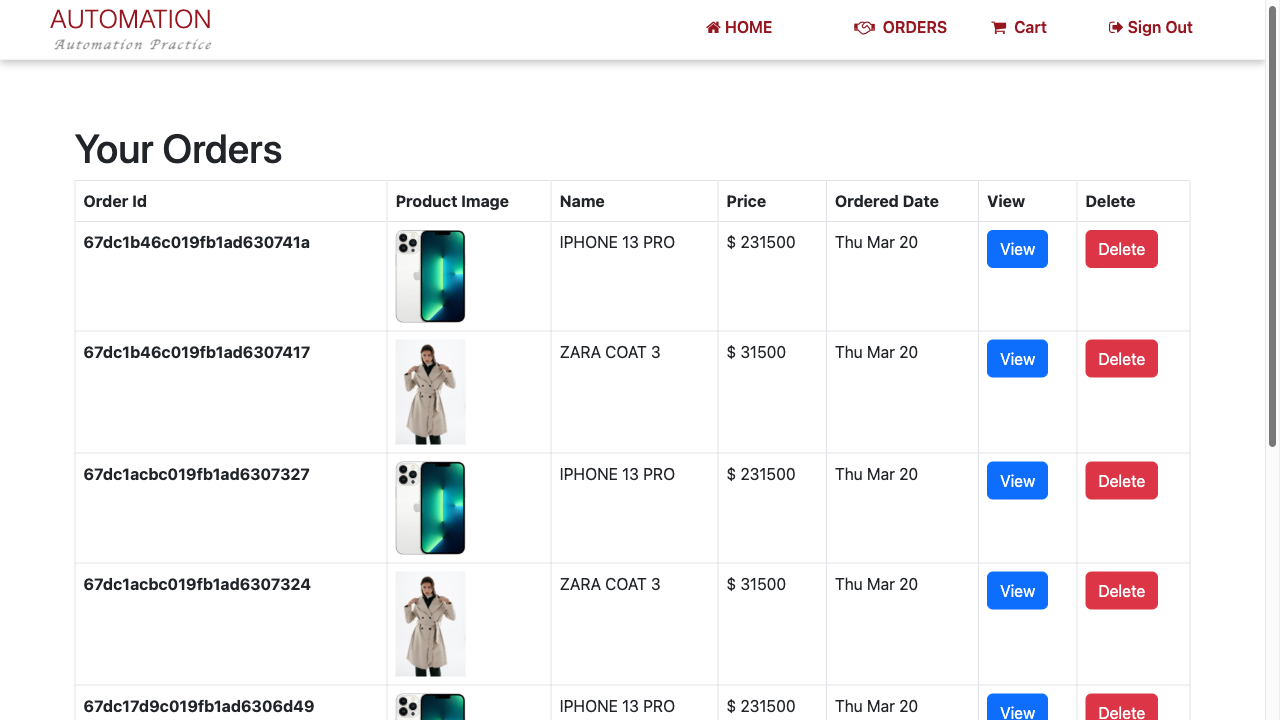 AUTOMATION
Automation Practice
HOME
ORDERS
Cart
Sign Out
Your Orders
Order Id Product Image Name Price Ordered Date View Delete
67dc1b46c019fb1ad630741a IPHONE 13 PRO $ 231500 Thu Mar 20 View Delete
67dc1b46c019fb1ad6307417 ZARA COAT 3 $ 31500 Thu Mar 20 View Delete
67dc1acbc019fb1ad6307327 IPHONE 13 PRO $ 231500 Thu Mar 20 View Delete
67dc1acbc019fb1ad6307324 ZARA COAT 3 $ 31500 Thu Mar 20 View Delete
67dc17d9c019fb1ad6306d49 IPHONE 13 PRO $ 231500 Thu Mar 20 View Delete